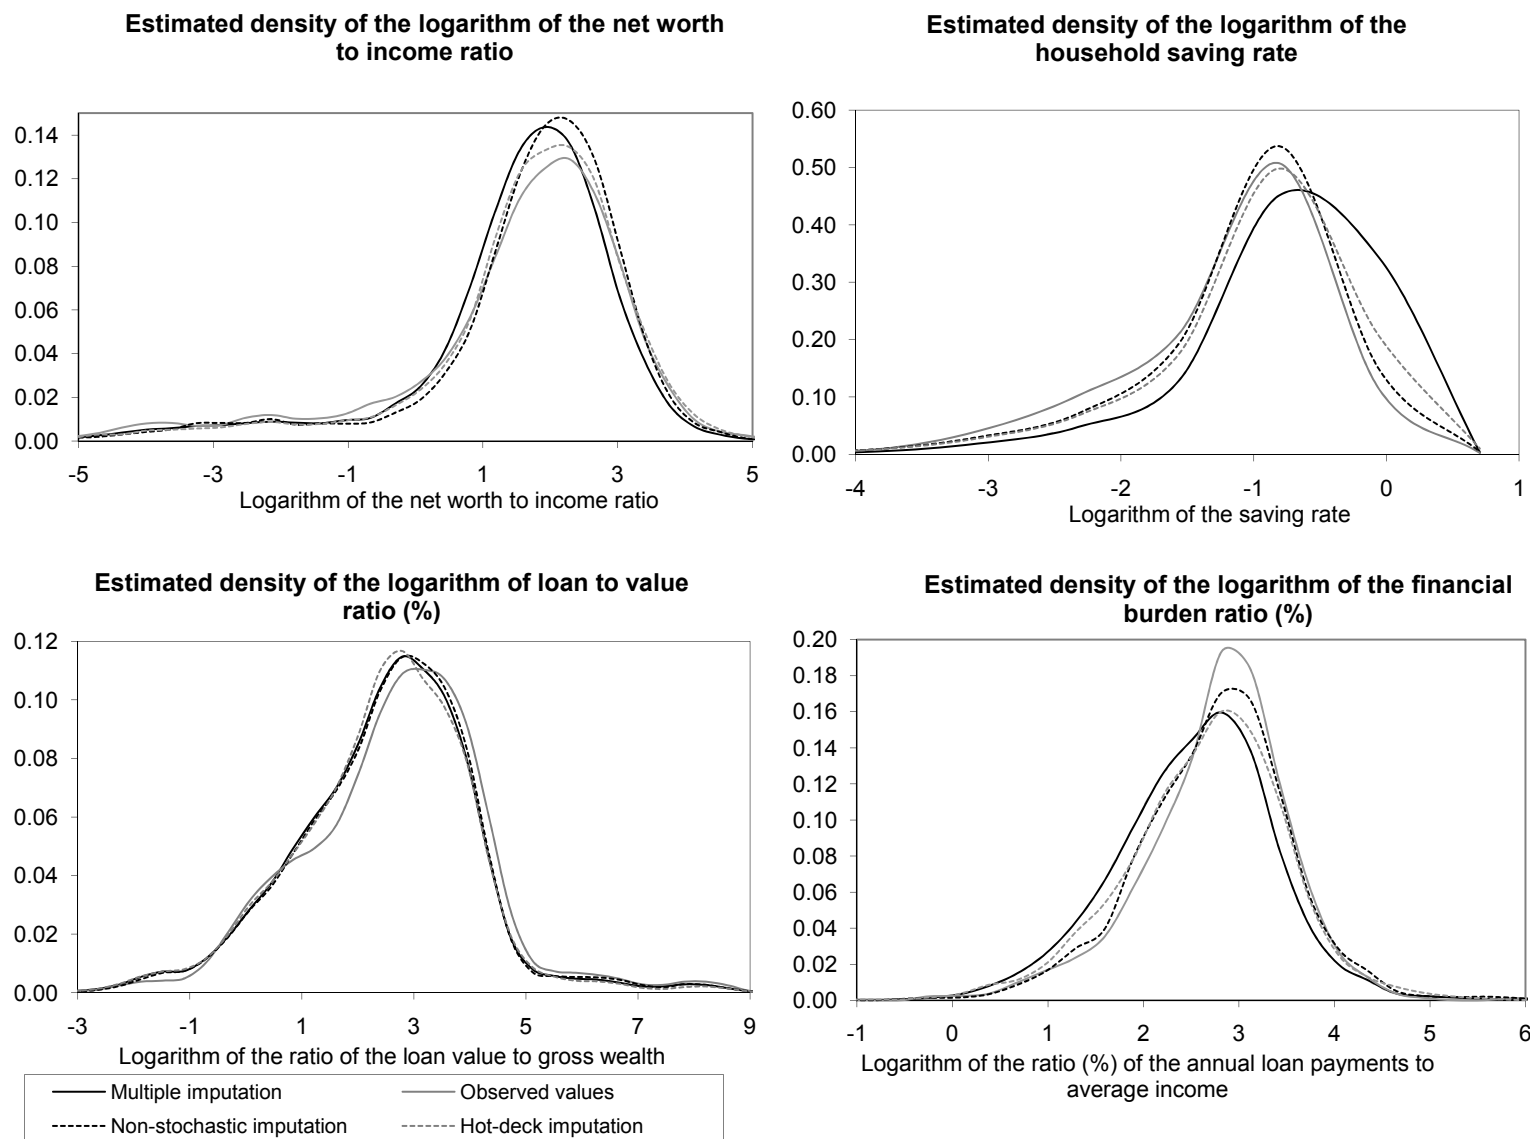 Estimated density of the logarithm of the net worth
to income ratio
0.14
0.12
0.10
0.08
0.06
0.04
0.02
0.00
-5 -3 -1 1 3 5
Logarithm of the net worth to income ratio
Estimated density of the logarithm of the
household saving rate
0.60
0.50
0.40
0.30
0.20
0.10
0.00
-4 -3 -2 -1 0 1
Logarithm of the saving rate
Estimated density of the logarithm of loan to value
ratio (%)
0.12
0.10
0.08
0.06
0.04
0.02
0.00
-3 -1 1 3 5 7 9
Logarithm of the ratio of the loan value to gross wealth
Estimated density of the logarithm of the financial
burden ratio (%)
0.20
0.18
0.16
0.14
0.12
0.10
0.08
0.06
0.04
0.02
0.00
-1 0 1 2 3 4 5 6
Logarithm of the ratio (%) of the annual loan payments to
average income
Multiple imputation Observed values
Non-stochastic imputation Hot-deck imputation